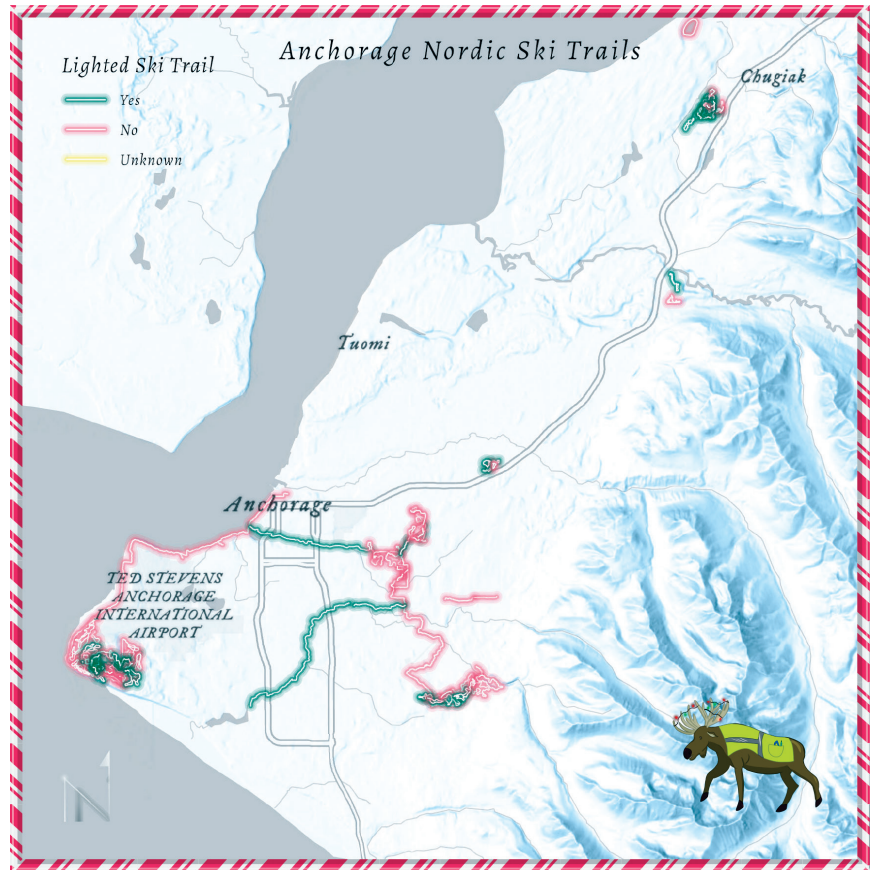 Anchorage Nordic Ski Trails
Lighted Ski Trail
Yes
No
Unknown
Chugiak
Tuomi
Anchorage
TED STEVENS
ANCHORAGE
INTERNATIONAL
AIRPORT
N